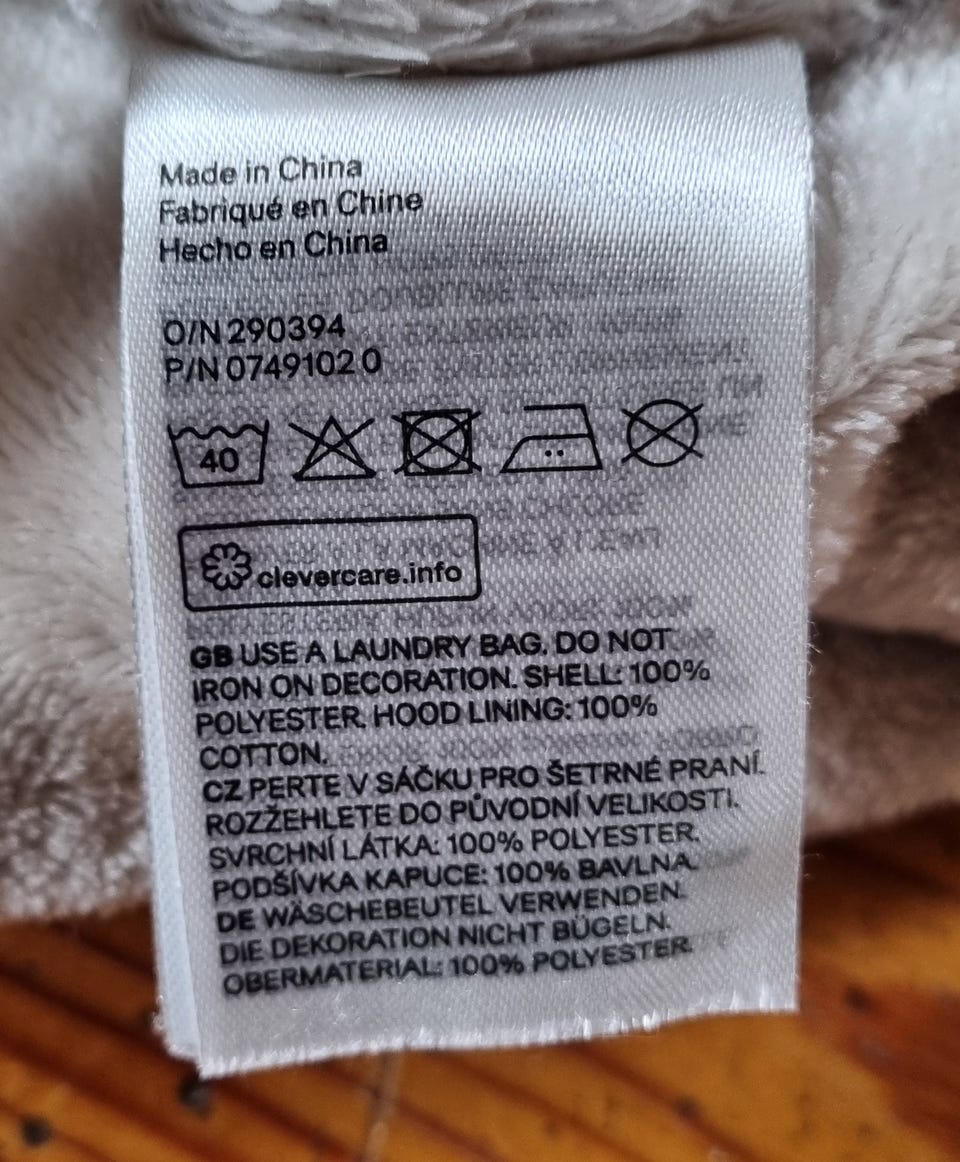 Made in China
Fabriqué en Chine
Hecho en China
O/N 290394
P/N 0749102 0
40
clevercare.info
GB USE A LAUNDRY BAG. DO NOT
IRON ON DECORATION. SHELL: 100%
POLYESTER. HOOD LINING: 100%
COTTON.
CZ PERTE V SÁČKU PRO ŠETRNÉ PRANÍ.
ROZŽEHLETE DO PŮVODNÍ VELIKOSTI.
SVRCHNÍ LÁTKA: 100% POLYESTER.
PODŠÍVKA KAPUCE: 100% BAVLNA.
DE WÄSCHEBEUTEL VERWENDEN.
DIE DEKORATION NICHT BÜGELN.
OBERMATERIAL: 100% POLYESTER.